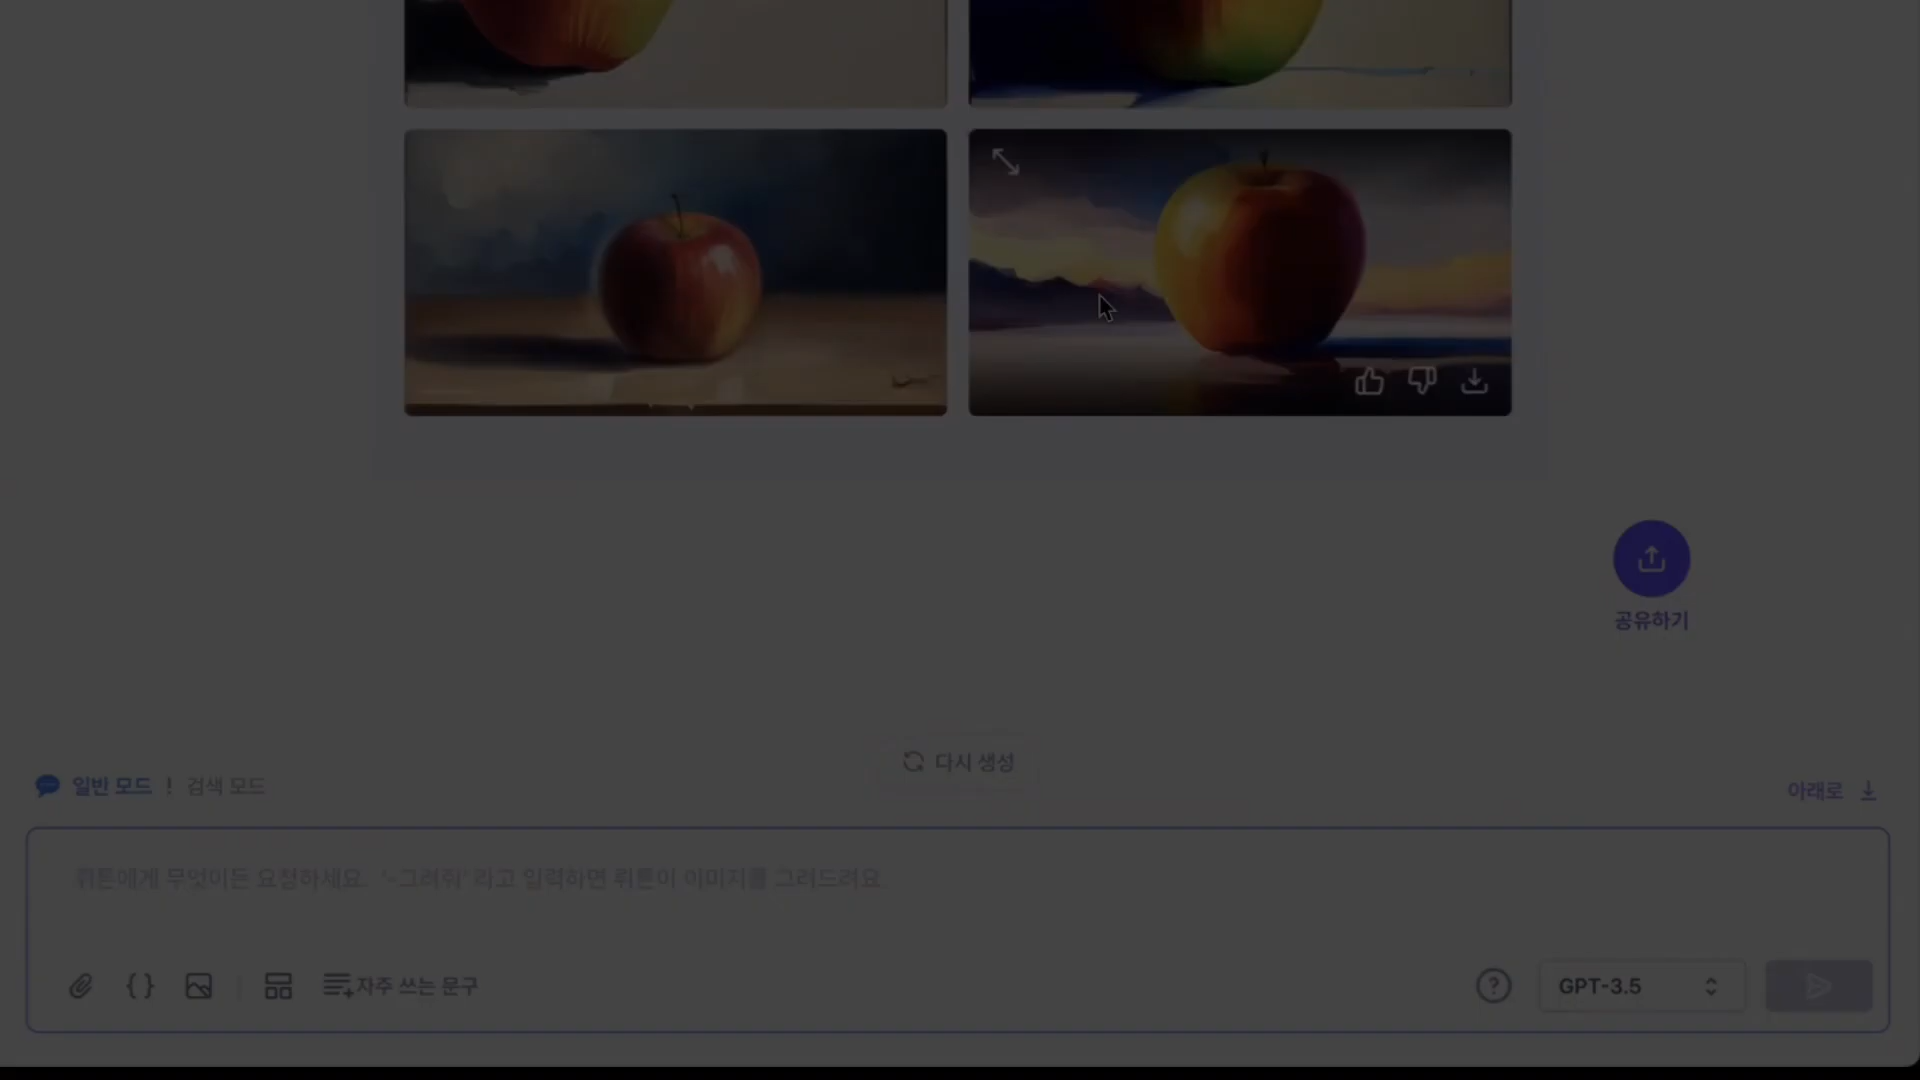 공유하기
다시 생성
일반 모드 | 검색 모드
아래로
뤼튼에게 무엇이든 요청하세요. '~그려줘' 라고 입력하면 뤼튼이 이미지를 그려드려요
자주 쓰는 문구
GPT-3.5